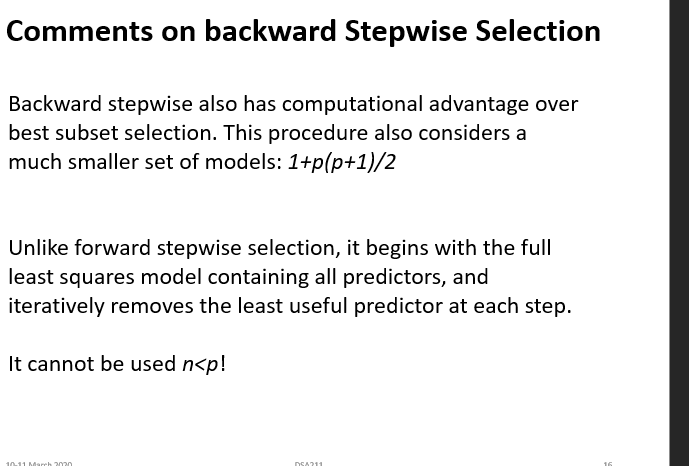 Comments on backward Stepwise Selection
Backward stepwise also has computational advantage over
best subset selection. This procedure also considers a
much smaller set of models: 1+p(p+1)/2
Unlike forward stepwise selection, it begins with the full
least squares model containing all predictors, and
iteratively removes the least useful predictor at each step.
It cannot be used n<p!
10-11 March 2020
DSA211
16